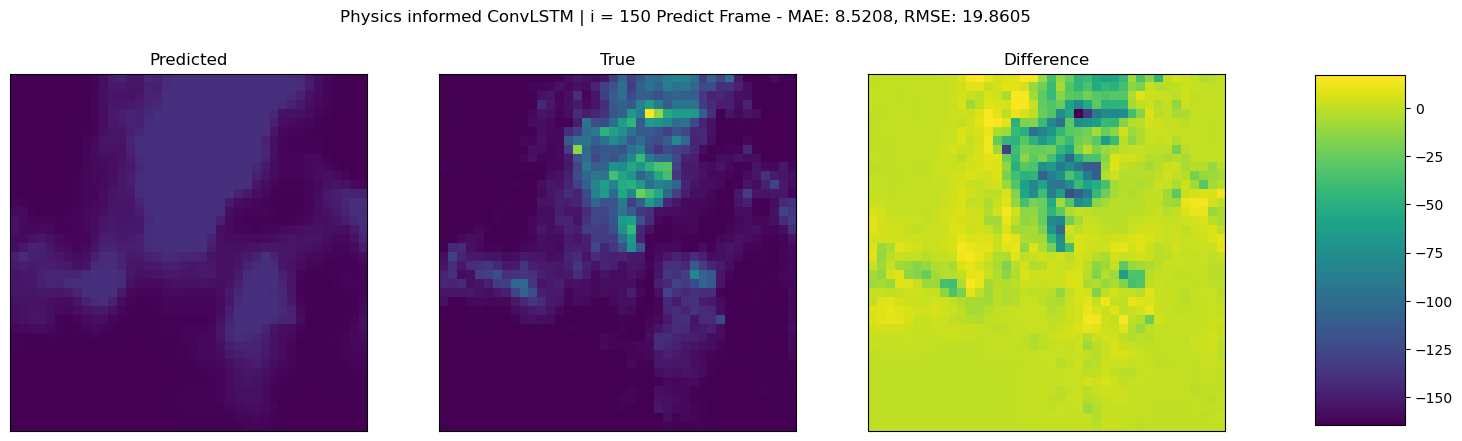 Physics informed ConvLSTM | i = 150 Predict Frame - MAE: 8.5208, RMSE: 19.8605
Predicted
True
Difference
0
−25
−50
−75
−100
−125
−150